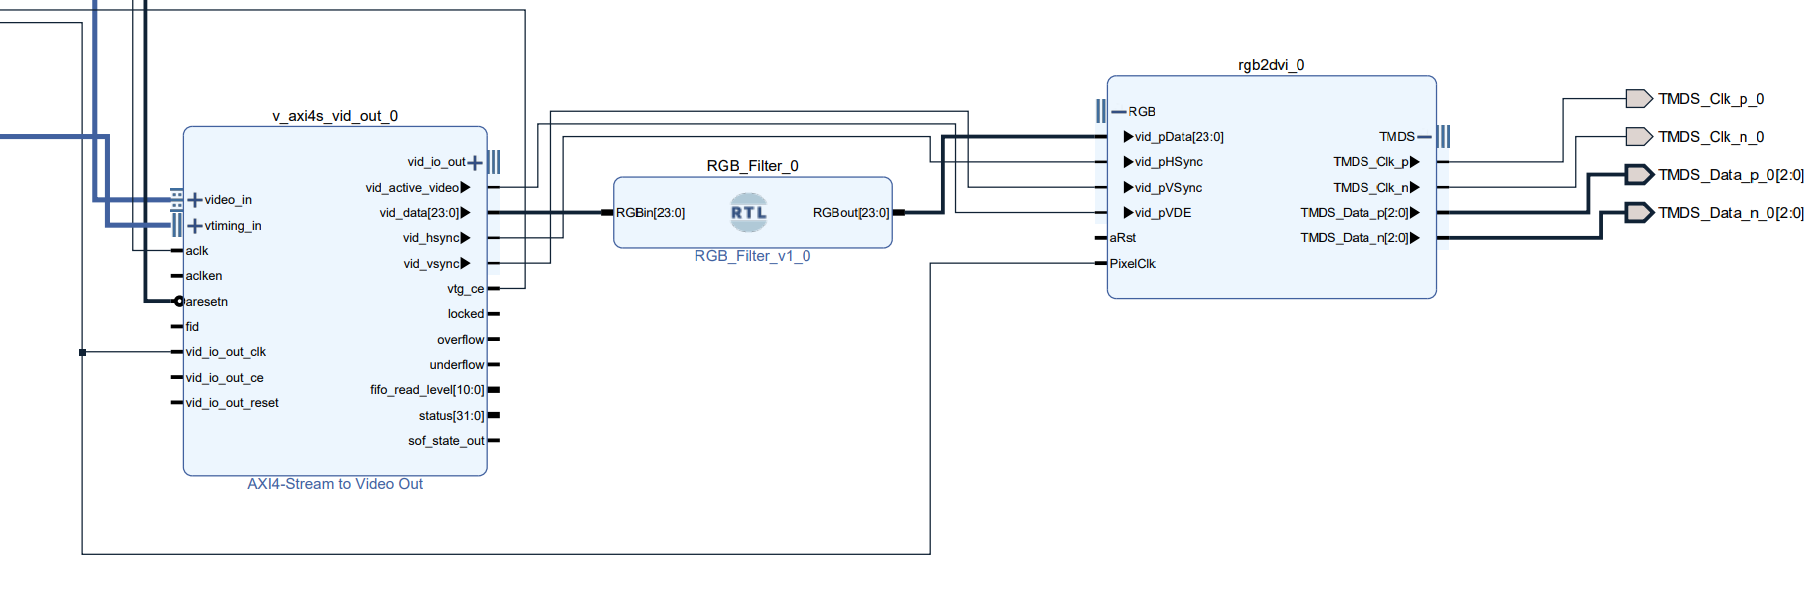 v_axi4s_vid_out_0
vid_io_out
vid_active_video
vid_data[23:0]
vid_hsync
vid_vsync
vtg_ce
locked
overflow
underflow
fifo_read_level[10:0]
status[31:0]
sof_state_out
video_in
vtiming_in
aclk
aclken
aresetn
fid
vid_io_out_clk
vid_io_out_ce
vid_io_out_reset
AXI4-Stream to Video Out
RGB_Filter_0
RGBin[23:0]
RTL
RGBout[23:0]
RGB_Filter_v1_0
rgb2dvi_0
RGB
vid_pData[23:0]
vid_pHSync
vid_pVSync
vid_pVDE
aRst
PixelClk
TMDS
TMDS_Clk_p
TMDS_Clk_n
TMDS_Data_p[2:0]
TMDS_Data_n[2:0]
TMDS_Clk_p_0
TMDS_Clk_n_0
TMDS_Data_p_0[2:0]
TMDS_Data_n_0[2:0]